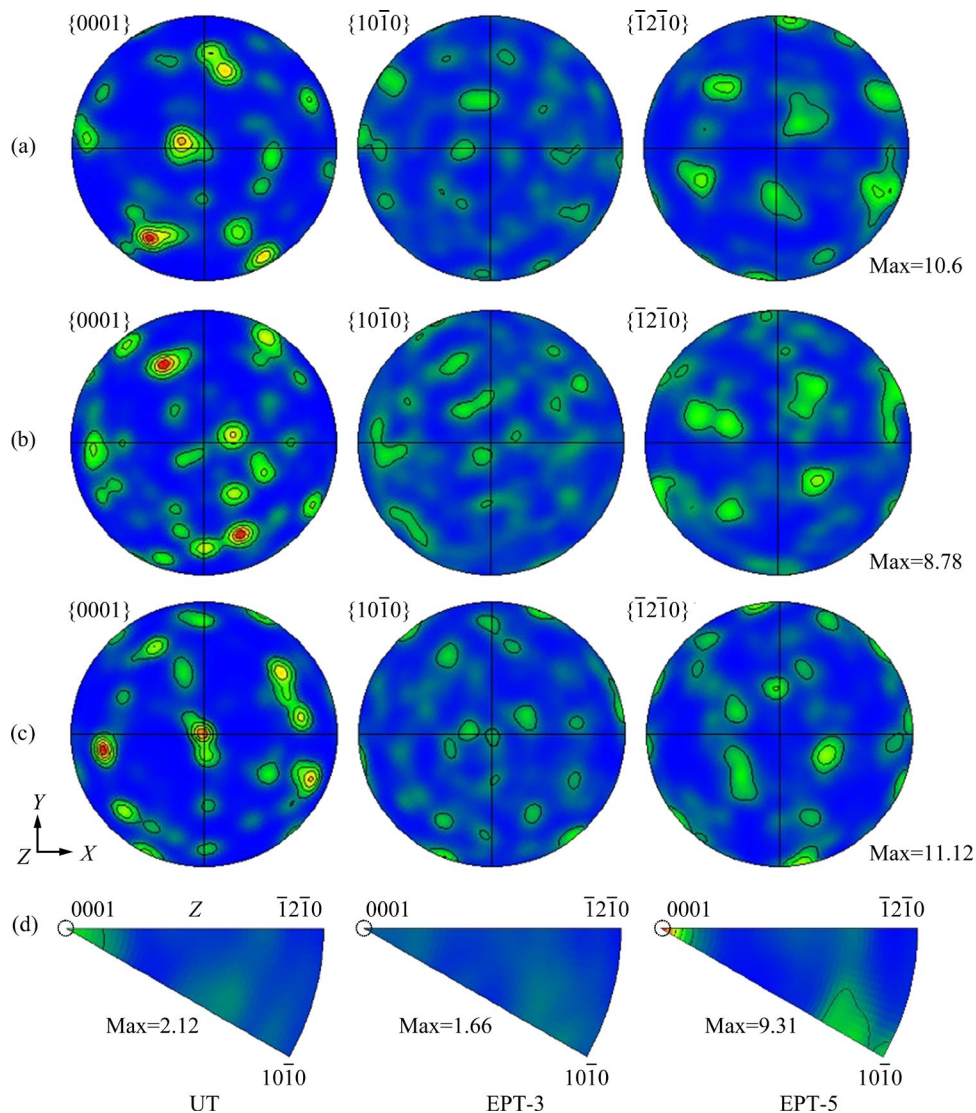 {0001} {101̄0} {1̄21̄0}
(a)
Max=10.6
{0001} {101̄0} {1̄21̄0}
(b)
Max=8.78
{0001} {101̄0} {1̄21̄0}
(c)
Y
Z X
Max=11.12
(d) 0001 Z 1̄21̄0 0001 1̄21̄0 0001 1̄21̄0
Max=2.12 Max=1.66 Max=9.31
101̄0 101̄0 101̄0
UT EPT-3 EPT-5